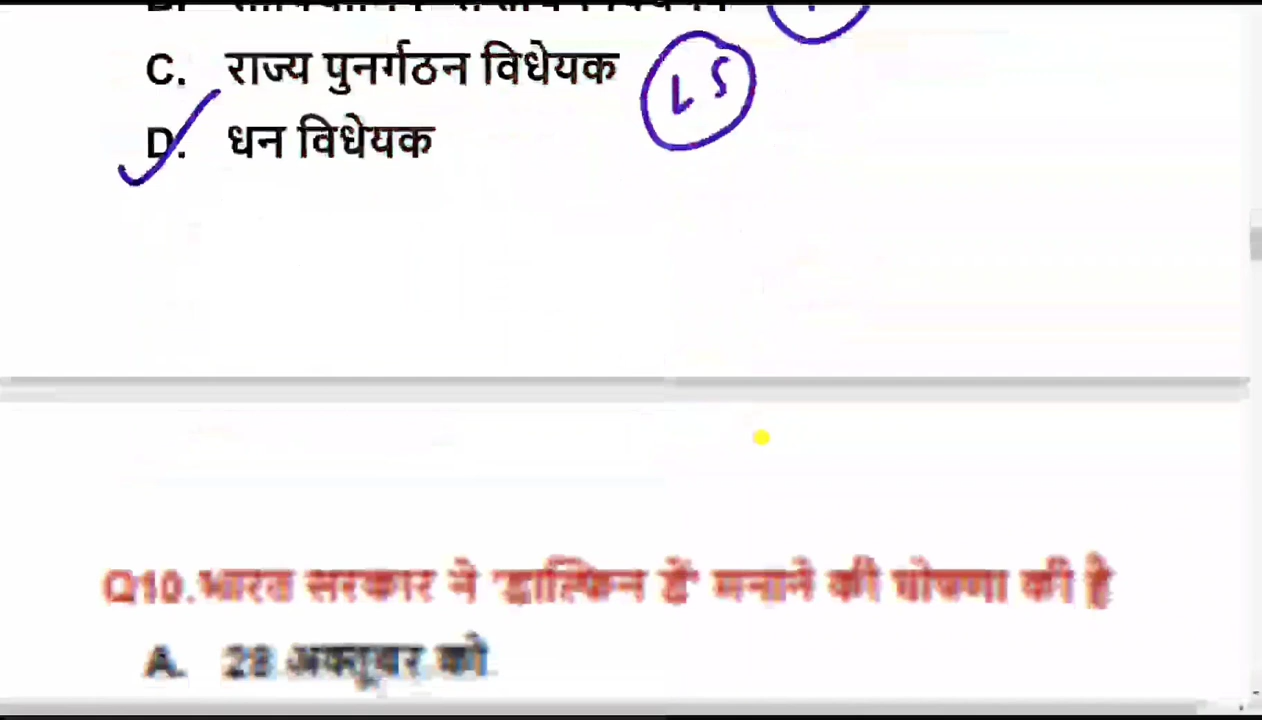 C. राज्य पुनर्गठन विधेयक
LS
D. धन विधेयक
Q10.भारत सरकार ने 'डाल्फिन डे' मनाने की घोषणा की है
A. 28 अक्तूबर को